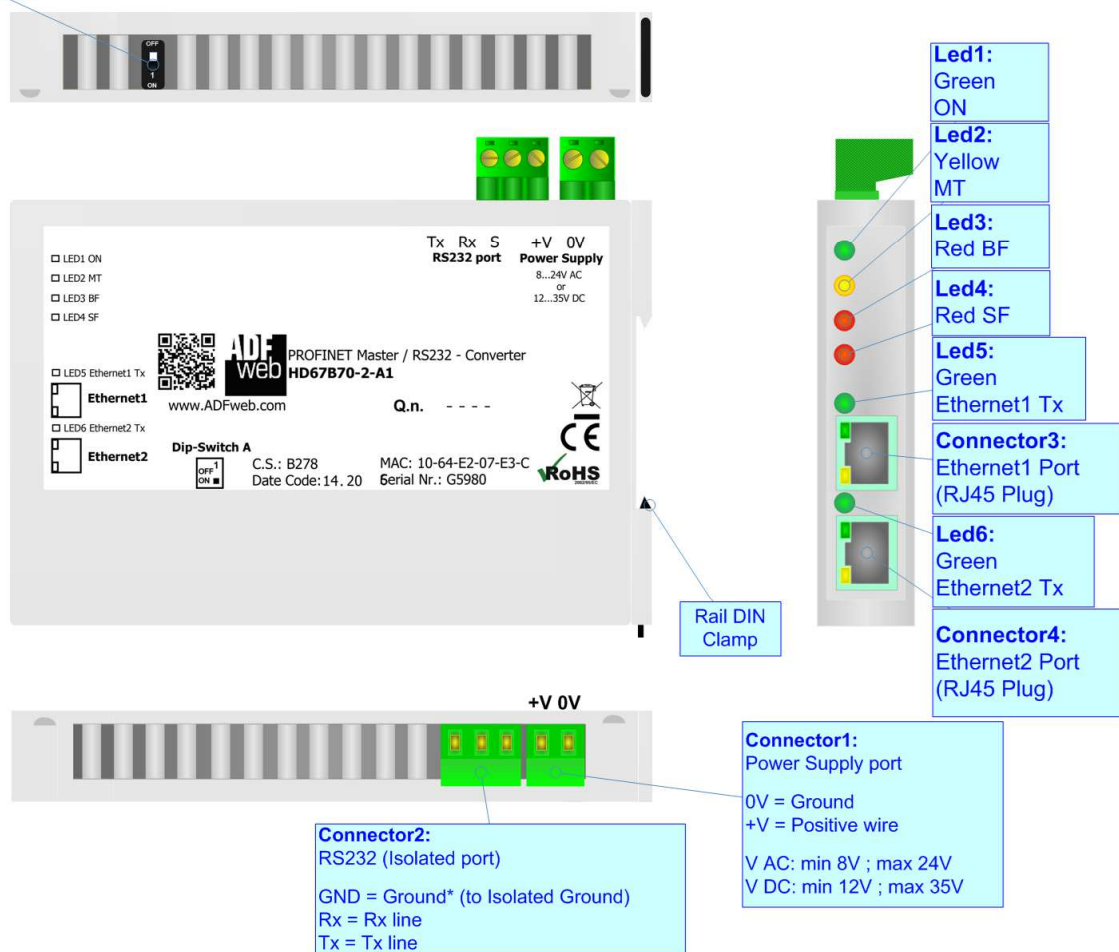 OFF
1
ON
Led1:
Green
ON
Led2:
Yellow
MT
Led3:
Red BF
Led4:
Red SF
Led5:
Green
Ethernet1 Tx
Connector3:
Ethernet1 Port
(RJ45 Plug)
Led6:
Green
Ethernet2 Tx
Connector4:
Ethernet2 Port
(RJ45 Plug)
Tx Rx S
RS232 port
+V 0V
Power Supply
8...24V AC
or
12...35V DC
LED1 ON
LED2 MT
LED3 BF
LED4 SF
LED5 Ethernet1 Tx
Ethernet1
LED6 Ethernet2 Tx
Ethernet2
ADF
web
www.ADFweb.com
PROFINET Master / RS232 - Converter
HD67B70-2-A1
Q.n. - - - -
Dip-Switch A
OFF 1
ON
C.S.: B278
Date Code: 14. 20
MAC: 10-64-E2-07-E3-C
Serial Nr.: G5980
CE
RoHS
2002/95/EC
Rail DIN
Clamp
+V 0V
Connector1:
Power Supply port
0V = Ground
+V = Positive wire
V AC: min 8V ; max 24V
V DC: min 12V ; max 35V
Connector2:
RS232 (Isolated port)
GND = Ground* (to Isolated Ground)
Rx = Rx line
Tx = Tx line